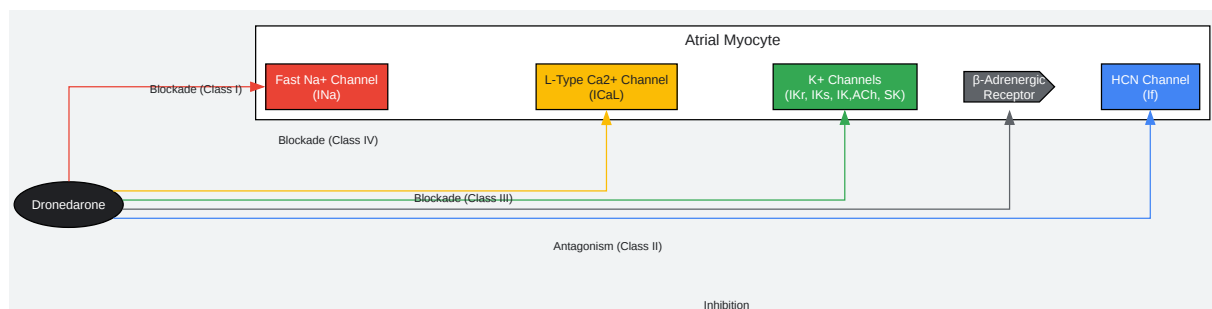 Atrial Myocyte
Fast Na+ Channel
(INa)
L-Type Ca2+ Channel
(ICaL)
K+ Channels
(IKr, IKs, IK,ACh, SK)
β-Adrenergic
Receptor
HCN Channel
(If)
Blockade (Class I)
Blockade (Class IV)
Blockade (Class III)
Dronedarone
Antagonism (Class II)
Inhibition